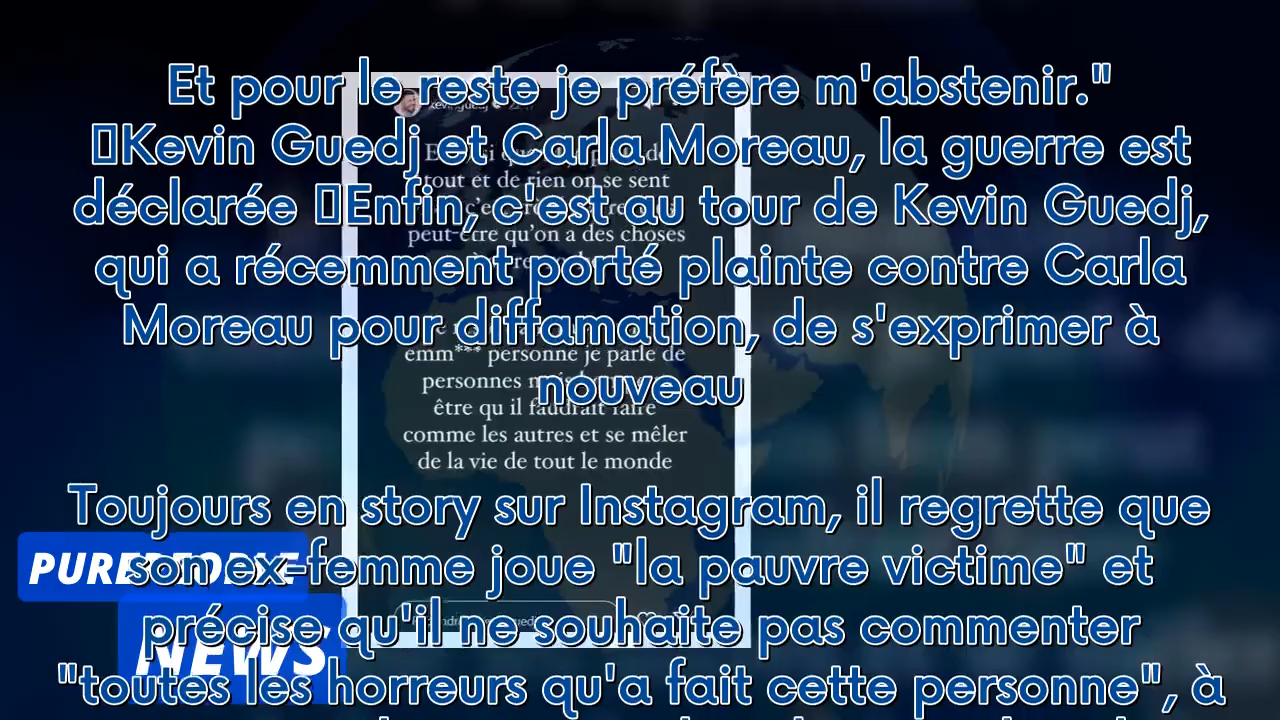 Et pour le reste je préfère m'abstenir."
Kevin Guedj et Carla Moreau, la guerre est
déclarée Enfin, c'est au tour de Kevin Guedj,
qui a récemment porté plainte contre Carla
Moreau pour diffamation, de s'exprimer à
nouveau
Toujours en story sur Instagram, il regrette que
son ex-femme joue "la pauvre victime" et
précise qu'il ne souhaite pas commenter
"toutes les horreurs qu'a fait cette personne", à
tout et de rien on se sent
peut-être qu'on a des choses
emm*** personne je parle de
personnes
être qu il faudrait faire
comme les autres et se mêler
de la vie de tout le monde
PURE
NEWS